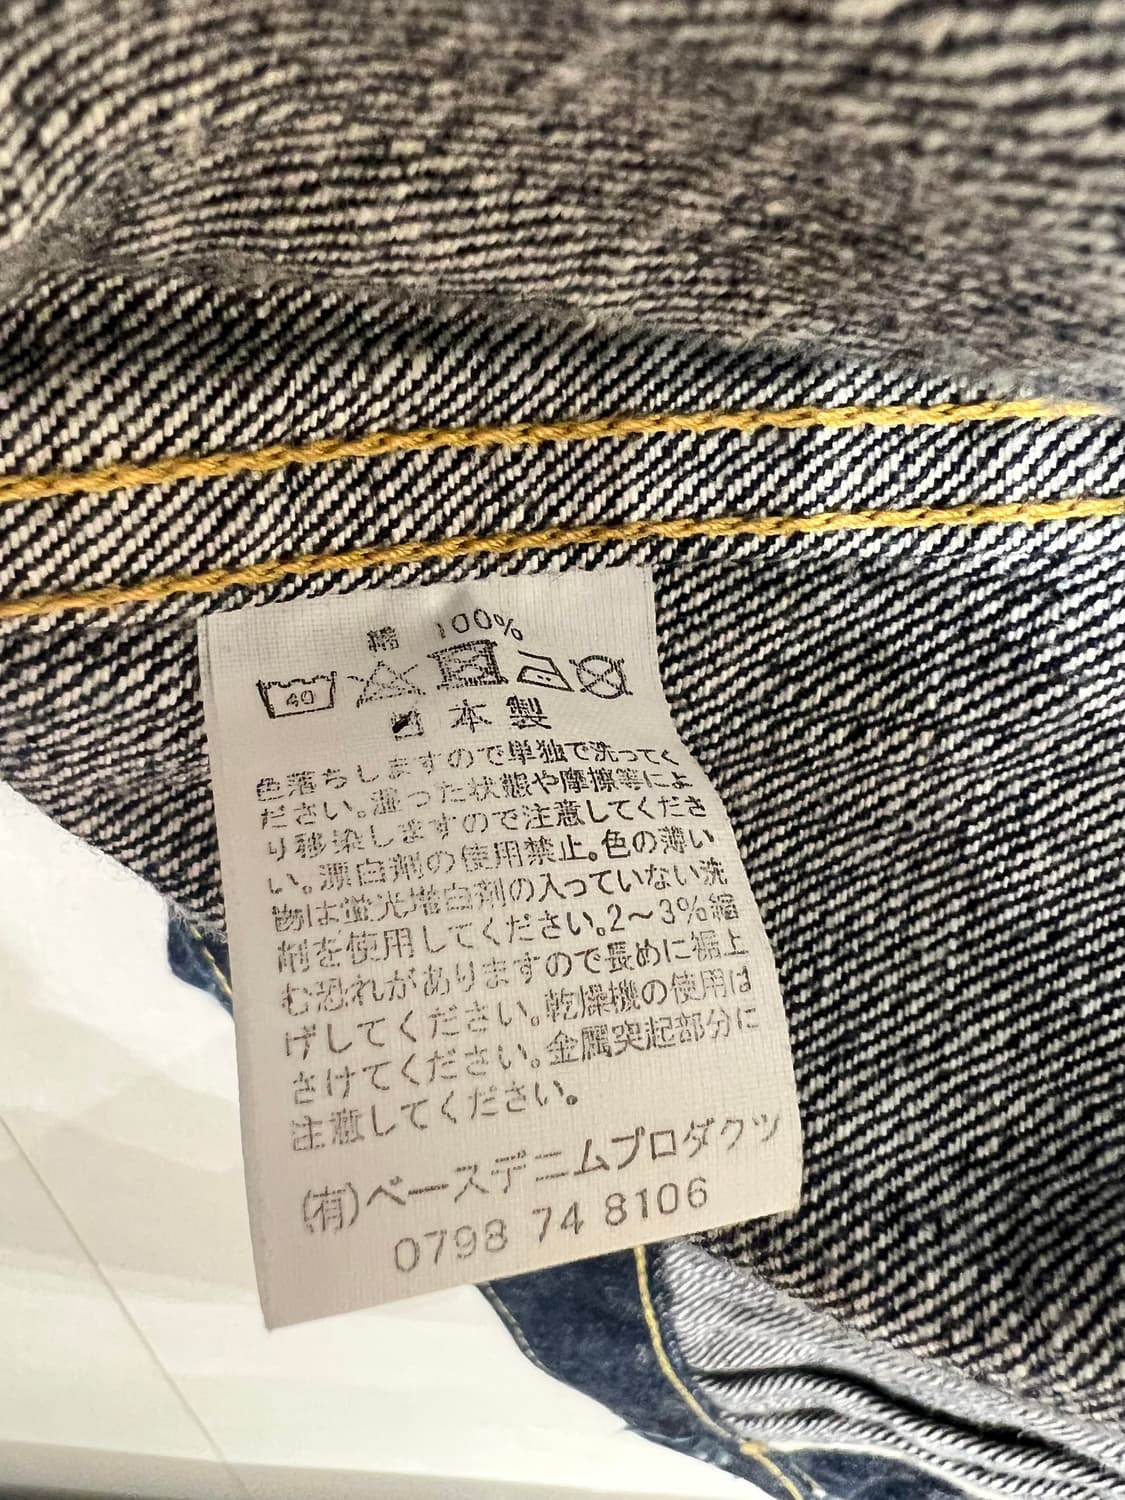 綿 100%
40
日本製
色落ちしますので単独で洗ってく
ださい。湿った状態や摩擦等によ
り移染しますので注意してくださ
い。漂白剤の使用禁止。色の薄い
物は蛍光増白剤の入っていない洗
剤を使用してください。2～3%縮
む恐れがありますので長めに裾上
げしてください。乾燥機の使用は
さけてください。金属突起部分に
注意してください。
(有)ベースデニムプロダクツ
0798 74 8106